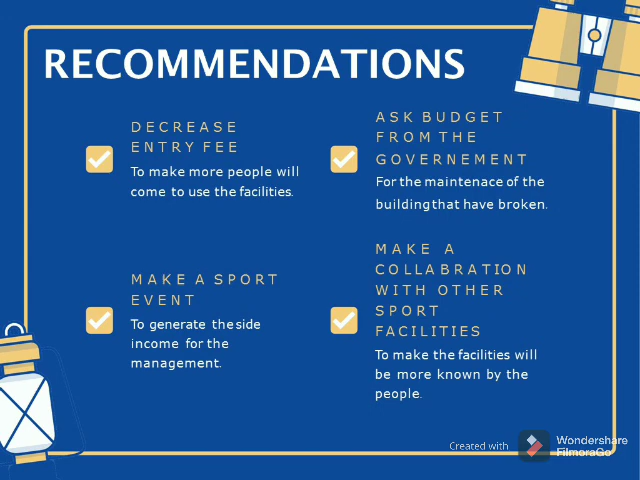 RECOMMENDATIONS
DECREASE
ENTRY FEE
To make more people will
come to use the facilities.
ASK BUDGET
FROM THE
GOVERNEMENT
For the maintenace of the
building that have broken.
MAKE A SPORT
EVENT
To generate the side
income for the
management.
MAKE A
COLLABRATION
WITH OTHER
SPORT
FACILITIES
To make the facilities will
be more known by the
people.
Created with
Wondershare
FilmoraGo